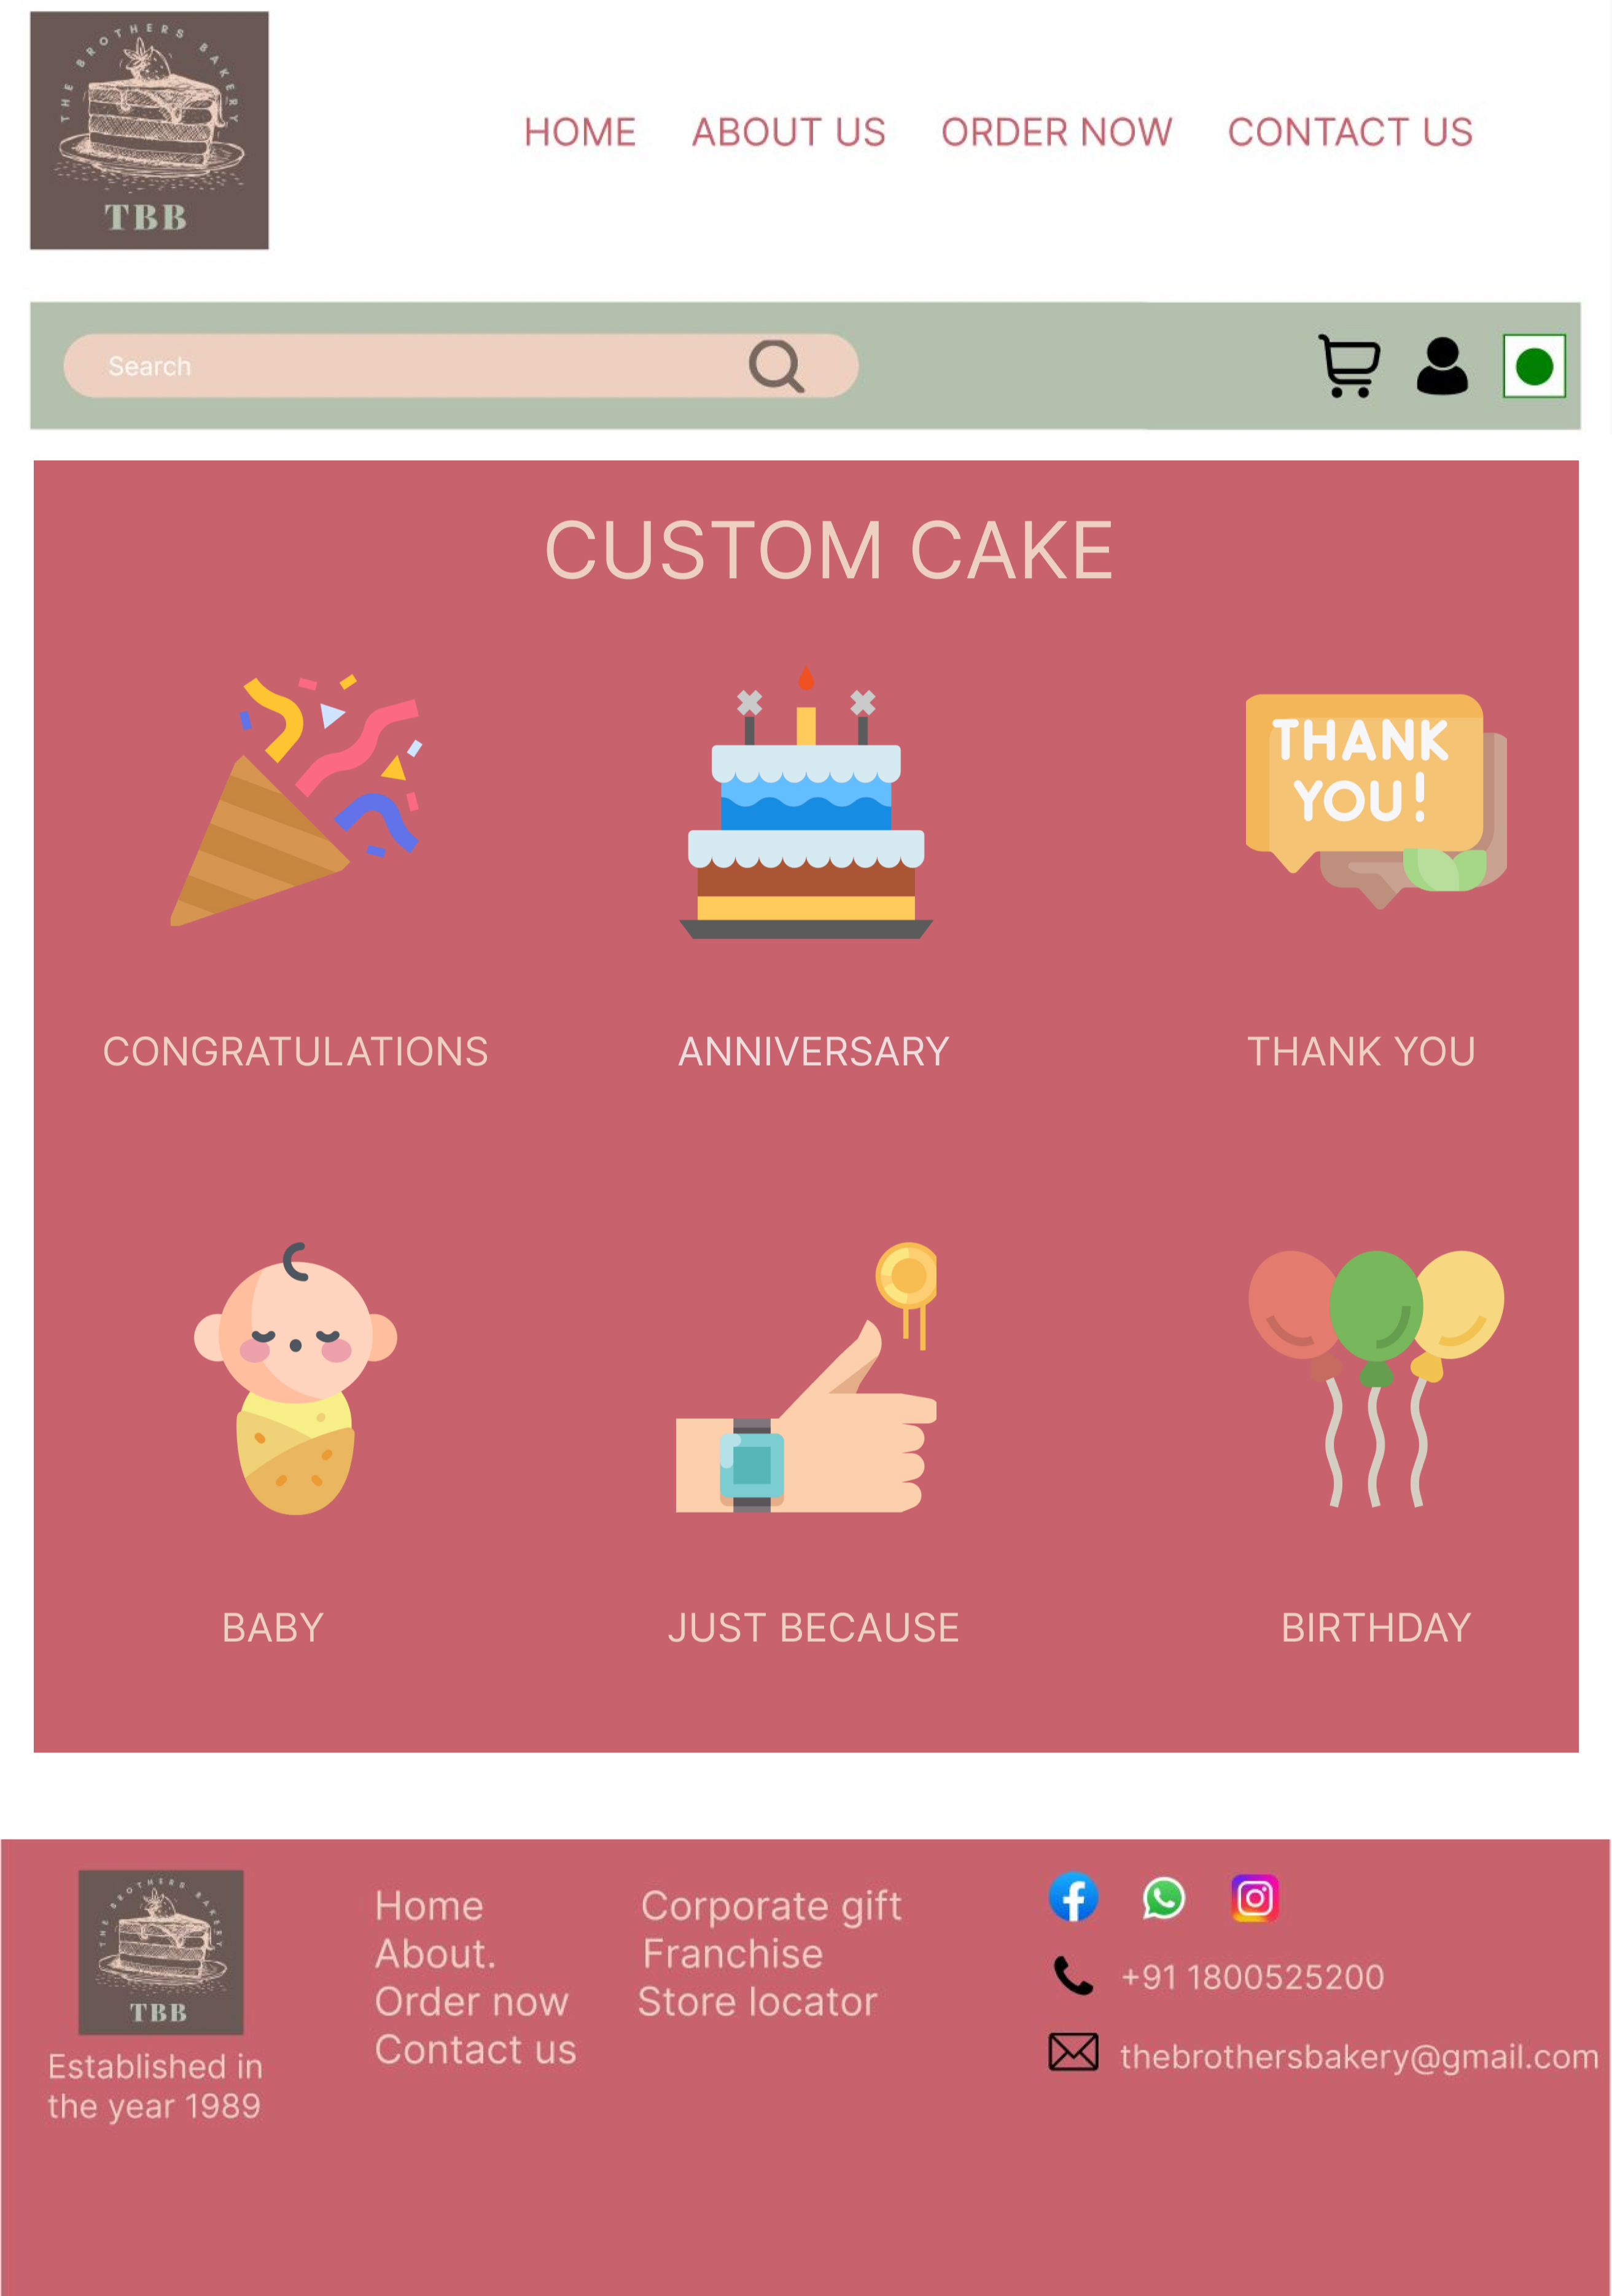 THE BROTHERS BAKERY
TBB
HOME ABOUT US ORDER NOW CONTACT US
Search
CUSTOM CAKE
THANK
YOU!
CONGRATULATIONS ANNIVERSARY THANK YOU
BABY JUST BECAUSE BIRTHDAY
THE BROTHERS BAKERY
TBB
Established in
the year 1989
Home
About.
Order now
Contact us
Corporate gift
Franchise
Store locator
+91 1800525200
thebrothersbakery@gmail.com